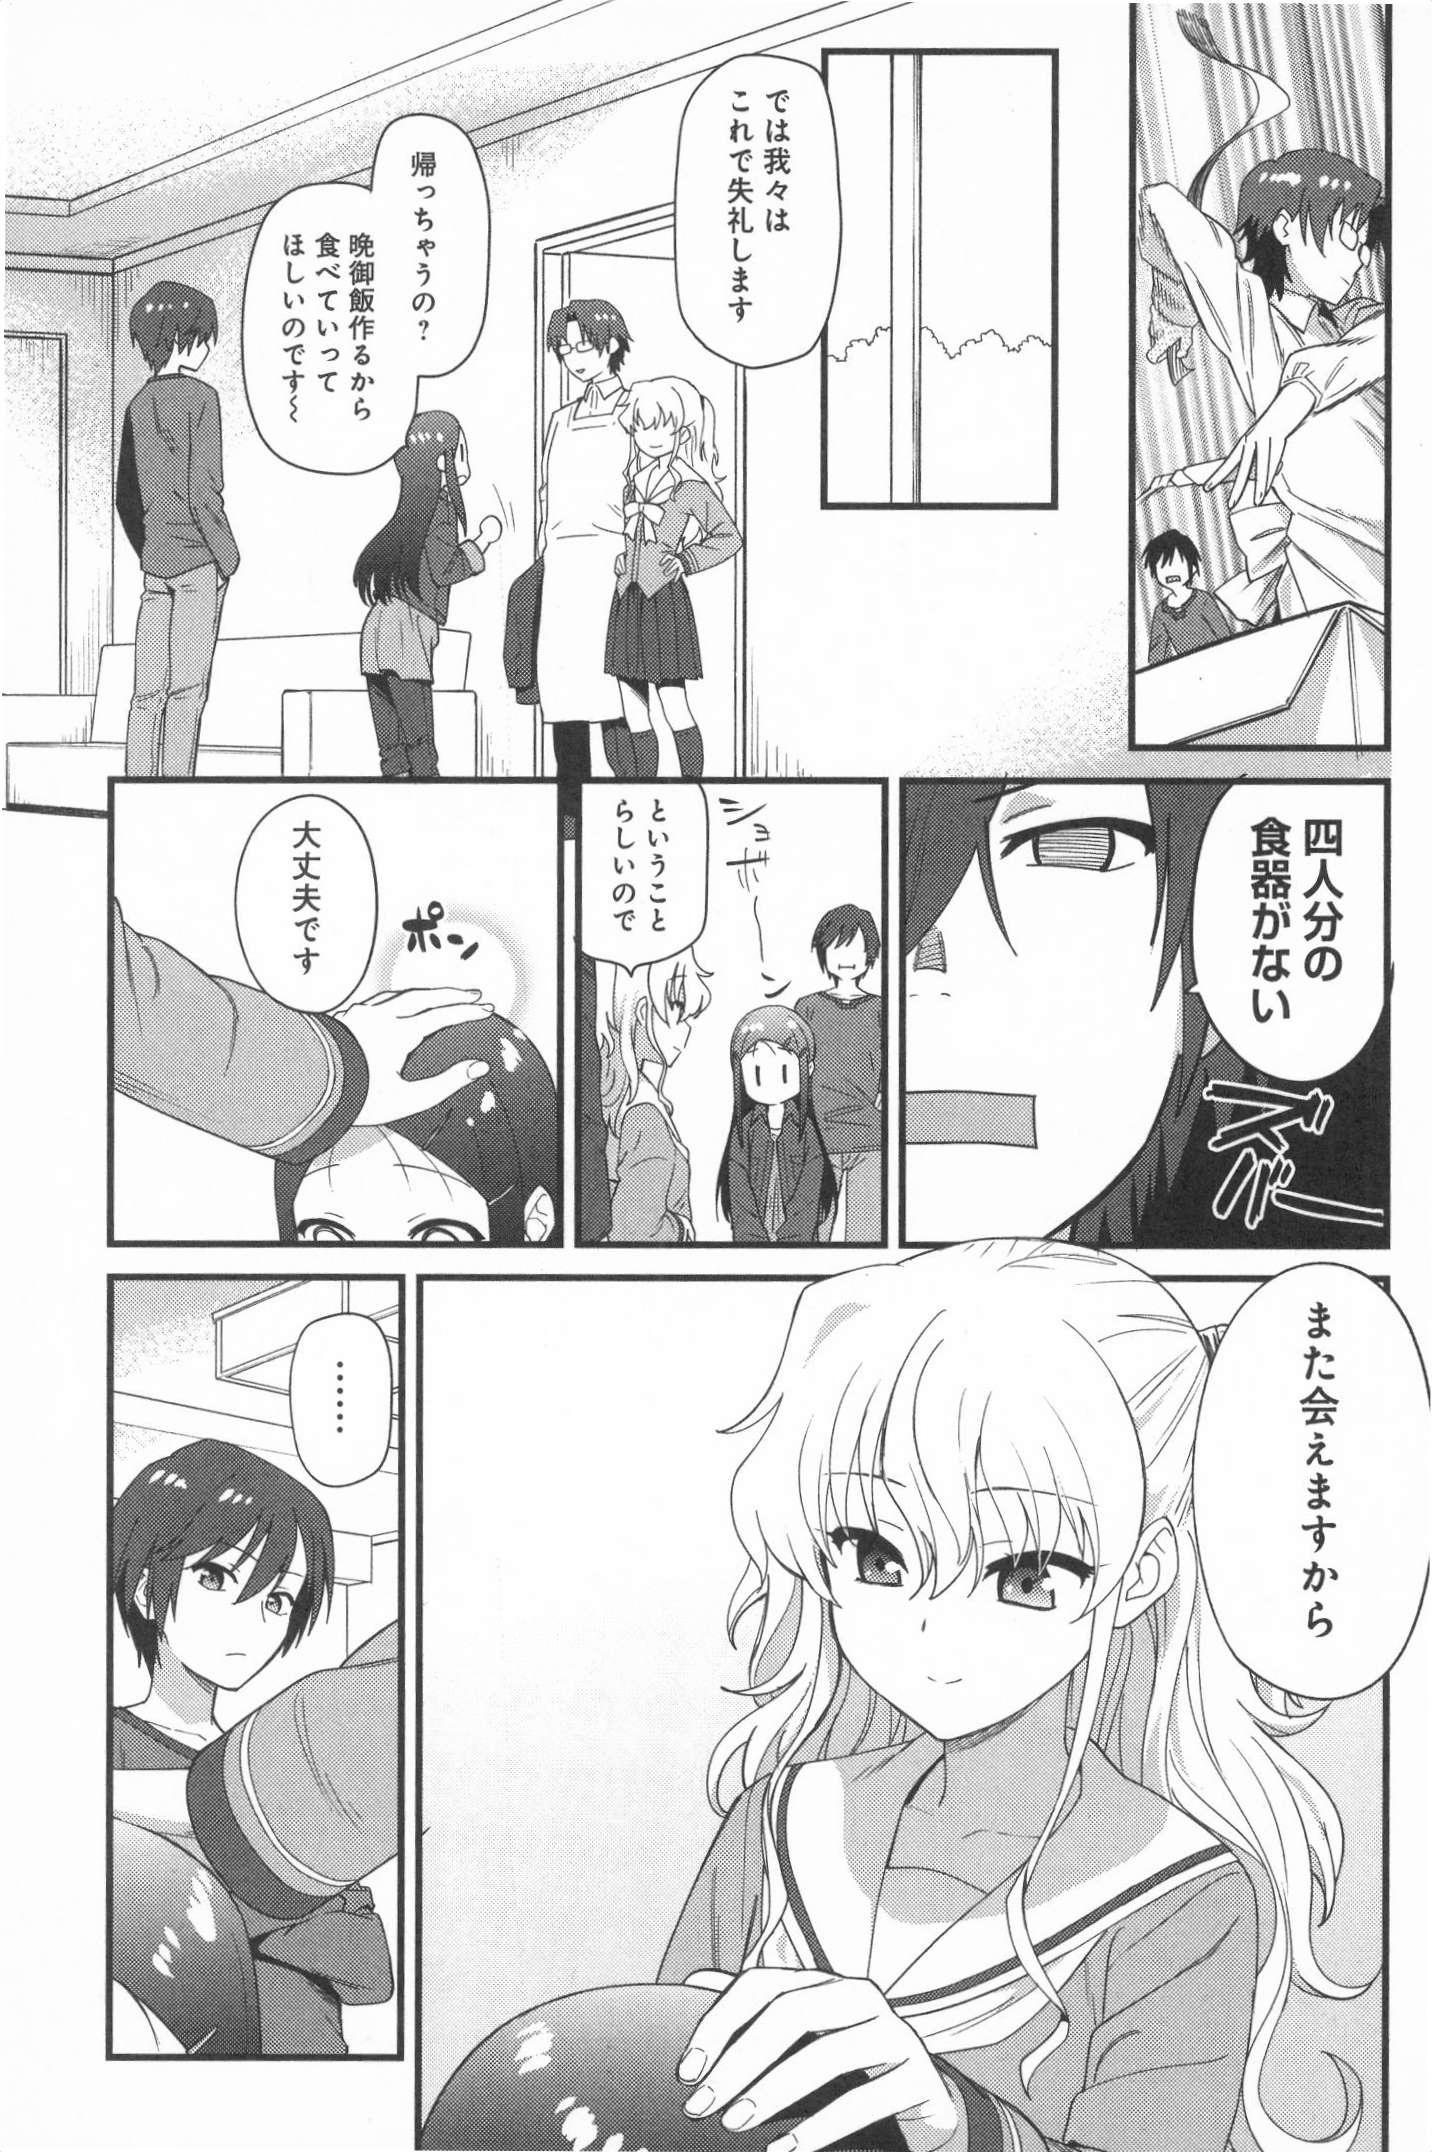 では我々は
これで失礼します
帰っちゃうの?
晩御飯作るから
食べていって
ほしいのです〜
四人分の
食器がない
ズバー
ショボーン
ということ
らしいので
ポン
大丈夫です
また会えますから
……